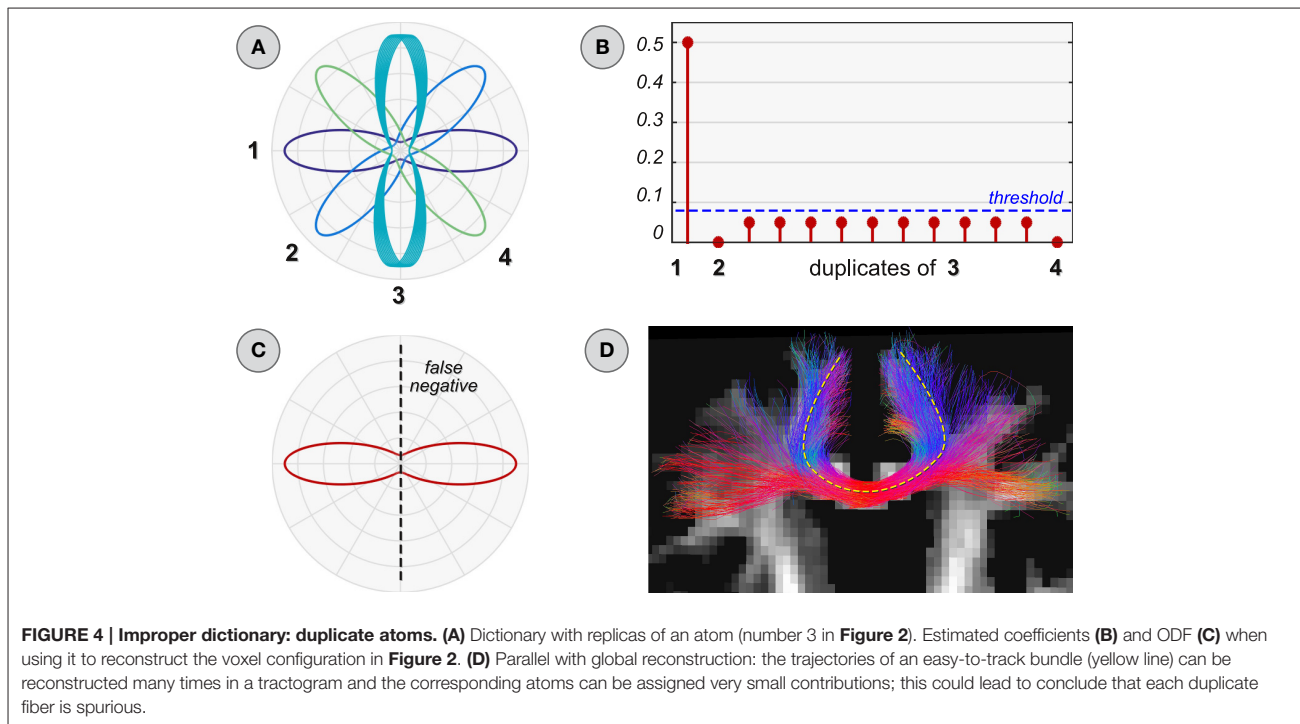 A
1
2
3
4
B
0.5
0.4
0.3
0.2
0.1
0
threshold
1 2 duplicates of 3 4
C
false
negative
D
FIGURE 4 | Improper dictionary: duplicate atoms. (A) Dictionary with replicas of an atom (number 3 in Figure 2). Estimated coefficients (B) and ODF (C) when
using it to reconstruct the voxel configuration in Figure 2. (D) Parallel with global reconstruction: the trajectories of an easy-to-track bundle (yellow line) can be
reconstructed many times in a tractogram and the corresponding atoms can be assigned very small contributions; this could lead to conclude that each duplicate
fiber is spurious.